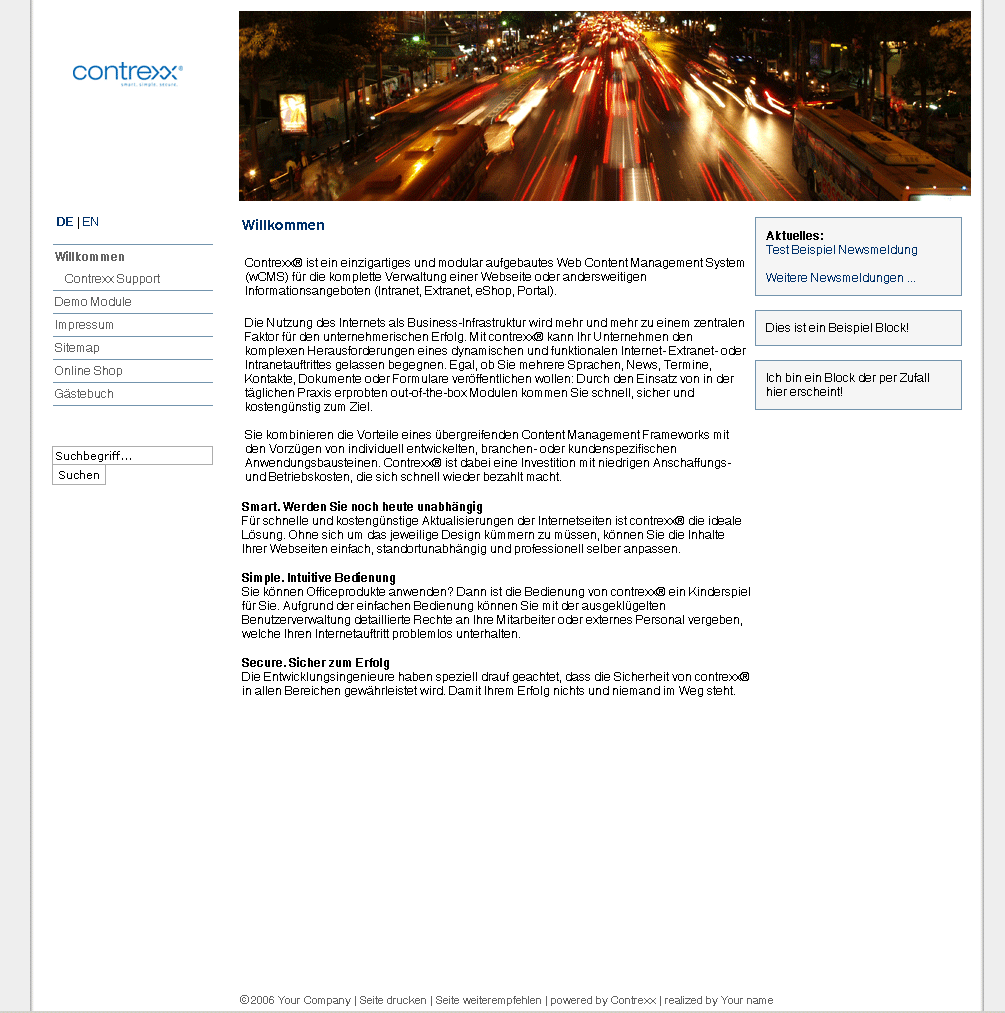 contrexx®
smart. simple. secure.
DE | EN
Willkommen
Contrexx Support
Demo Module
Impressum
Sitemap
Online Shop
Gästebuch
Suchbegriff...
Suchen
Willkommen
Contrexx® ist ein einzigartiges und modular aufgebautes Web Content Management System
(wCMS) für die komplette Verwaltung einer Webseite oder andersweitigen
Informationsangeboten (Intranet, Extranet, eShop, Portal).
Die Nutzung des Internets als Business-Infrastruktur wird mehr und mehr zu einem zentralen
Faktor für den unternehmerischen Erfolg. Mit contrexx® kann Ihr Unternehmen den
komplexen Herausforderungen eines dynamischen und funktionalen Internet- Extranet- oder
Intranetauftrittes gelassen begegnen. Egal, ob Sie mehrere Sprachen, News, Termine,
Kontakte, Dokumente oder Formulare veröffentlichen wollen: Durch den Einsatz von in der
täglichen Praxis erprobten out-of-the-box Modulen kommen Sie schnell, sicher und
kostengünstig zum Ziel.
Sie kombinieren die Vorteile eines übergreifenden Content Management Frameworks mit
den Vorzügen von individuell entwickelten, branchen- oder kundenspezifischen
Anwendungsbausteinen. Contrexx® ist dabei eine Investition mit niedrigen Anschaffungs-
und Betriebskosten, die sich schnell wieder bezahlt macht.
Smart. Werden Sie noch heute unabhängig
Für schnelle und kostengünstige Aktualisierungen der Internetseiten ist contrexx® die ideale
Lösung. Ohne sich um das jeweilige Design kümmern zu müssen, können Sie die Inhalte
Ihrer Webseiten einfach, standortunabhängig und professionell selber anpassen.
Simple. Intuitive Bedienung
Sie können Officeprodukte anwenden? Dann ist die Bedienung von contrexx® ein Kinderspiel
für Sie. Aufgrund der einfachen Bedienung können Sie mit der ausgeklügelten
Benutzerverwaltung detaillierte Rechte an Ihre Mitarbeiter oder externes Personal vergeben,
welche Ihren Internetauftritt problemlos unterhalten.
Secure. Sicher zum Erfolg
Die Entwicklungsingenieure haben speziell drauf geachtet, dass die Sicherheit von contrexx®
in allen Bereichen gewährleistet wird. Damit Ihrem Erfolg nichts und niemand im Weg steht.
Aktuelles:
Test Beispiel Newsmeldung
Weitere Newsmeldungen ...
Dies ist ein Beispiel Block!
Ich bin ein Block der per Zufall
hier erscheint!
©2006 Your Company | Seite drucken | Seite weiterempfehlen | powered by Contrexx | realized by Your name